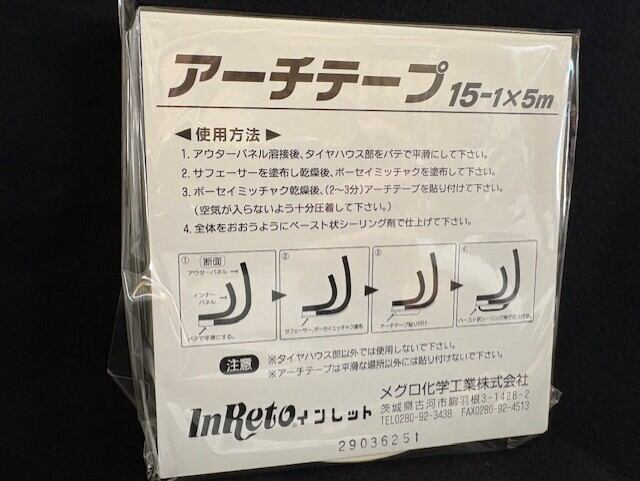 アーチテープ 15-1×5m
◀使用方法▶
1. アウターパネル溶接後、タイヤハウス部をパテで平滑にして下さい。
2. サフェーサーを塗布し乾燥後、ボーセイミッチャクを塗布して下さい。
3. ボーセイミッチャク乾燥後、(2〜3分)アーチテープを貼り付けて下さい。
(空気が入らないよう十分圧着して下さい。)
4. 全体をおおうようにペースト状シーリング剤で仕上げて下さい。
① 断面
アウターパネル
インナーパネル
パテで平滑にする。
②
サフェーサー、ボーセイミッチャク塗布
③
アーチテープ貼り付け
④
ペースト状シーリング剤で仕上げる。
注意
※タイヤハウス部以外では使用しないで下さい。
※アーチテープは平滑な場所以外には貼り付けないで下さい。
InReto インレット
メグロ化学工業株式会社
茨城県古河市駒羽根3-1428-2
TEL0280-92-3438 FAX0280-92-4513
29036251